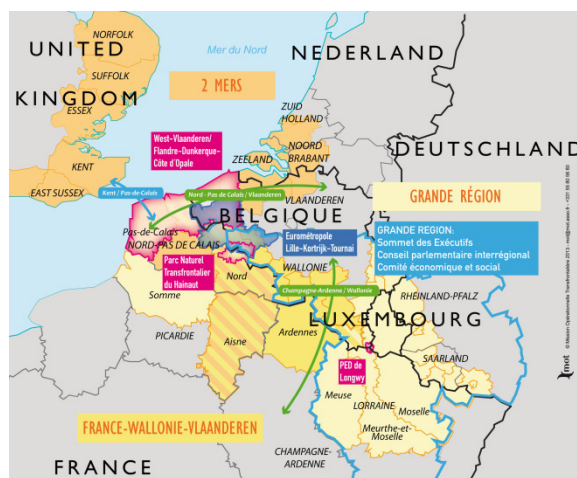 NORFOLK
UNITED
Mer du Nord
NEDERLAND
SUFFOLK
2 MERS
KINGDOM
ESSEX
ZUID
HOLLAND
West-Vlaanderen/
Flandre-Dunkerque-
Côte d'Opale
NOORD
BRABANT
DEUTSCHLAND
KENT
ZEELAND
EAST SUSSEX
Kent / Pas-de-Calais
Nord - Pas de Calais / Vlaanderen
VLAANDEREN
GRANDE RÉGION
BELGIQUE
Pas-de-Calais
NORD-PAS DE CALAIS
Eurométropole
Lille-Kortrijk-Tournai
GRANDE REGION:
Sommet des Exécutifs
Conseil parlementaire interrégional
Comité économique et social
Parc Naturel
Transfrontalier
du Hainaut
Nord
WALLONIE
Somme
Champagne-Ardenne / Wallonie
RHEINLAND-PFALZ
LUXEMBOURG
PICARDIE
Aisne
Ardennes
SAARLAND
PED de
Longwy
Meuse
LORRAINE
Moselle
Meurthe-et-
Moselle
FRANCE-WALLONIE-VLAANDEREN
CHAMPAGNE-
ARDENNE
FRANCE
mot